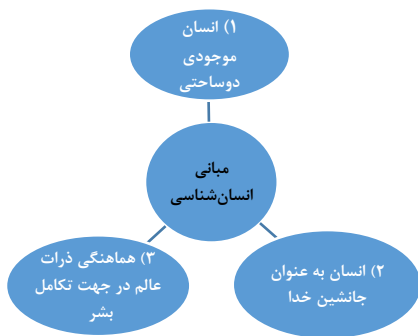 ۱) انسان
موجودی
دوساحتی
مبانی
انسان‌شناسی
۲) انسان به عنوان
جانشین خدا
۳) هماهنگی ذرات
عالم در جهت تکامل
بشر